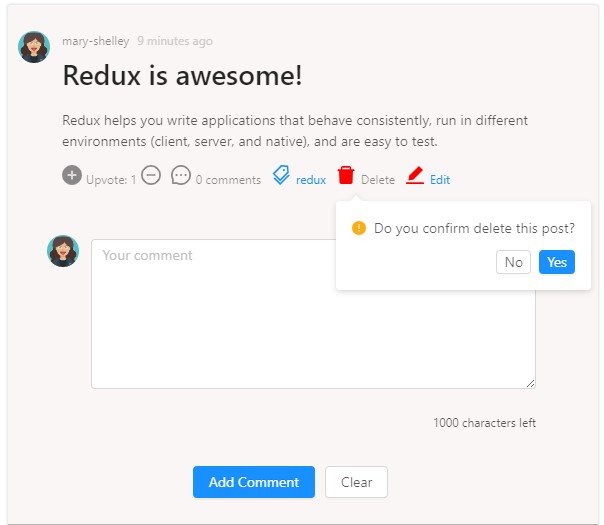 mary-shelley 9 minutes ago
Redux is awesome!
Redux helps you write applications that behave consistently, run in different
environments (client, server, and native), and are easy to test.
Upvote: 1 0 comments redux Delete Edit
Do you confirm delete this post?
No Yes
Your comment
1000 characters left
Add Comment Clear